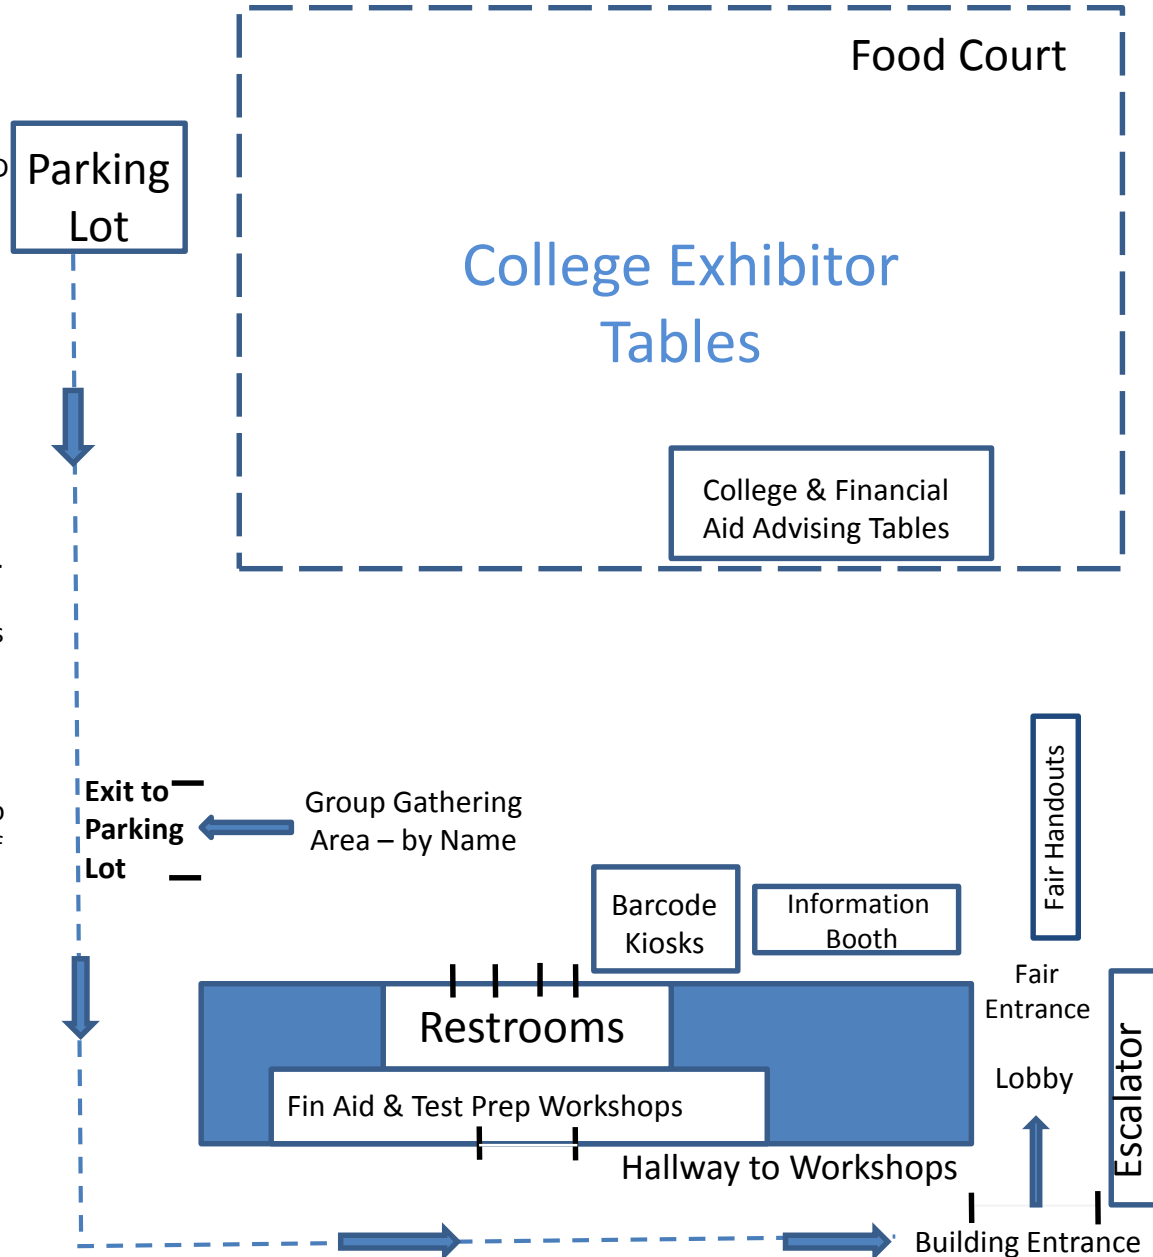 Food Court
Parking
Lot
College Exhibitor
Tables
College & Financial
Aid Advising Tables
Fair Handouts
Exit to
Parking
Lot
Group Gathering
Area – by Name
Barcode
Kiosks
Information
Booth
Fair
Entrance
Restrooms
Lobby
Escalator
Fin Aid & Test Prep Workshops
Hallway to Workshops
Building Entrance